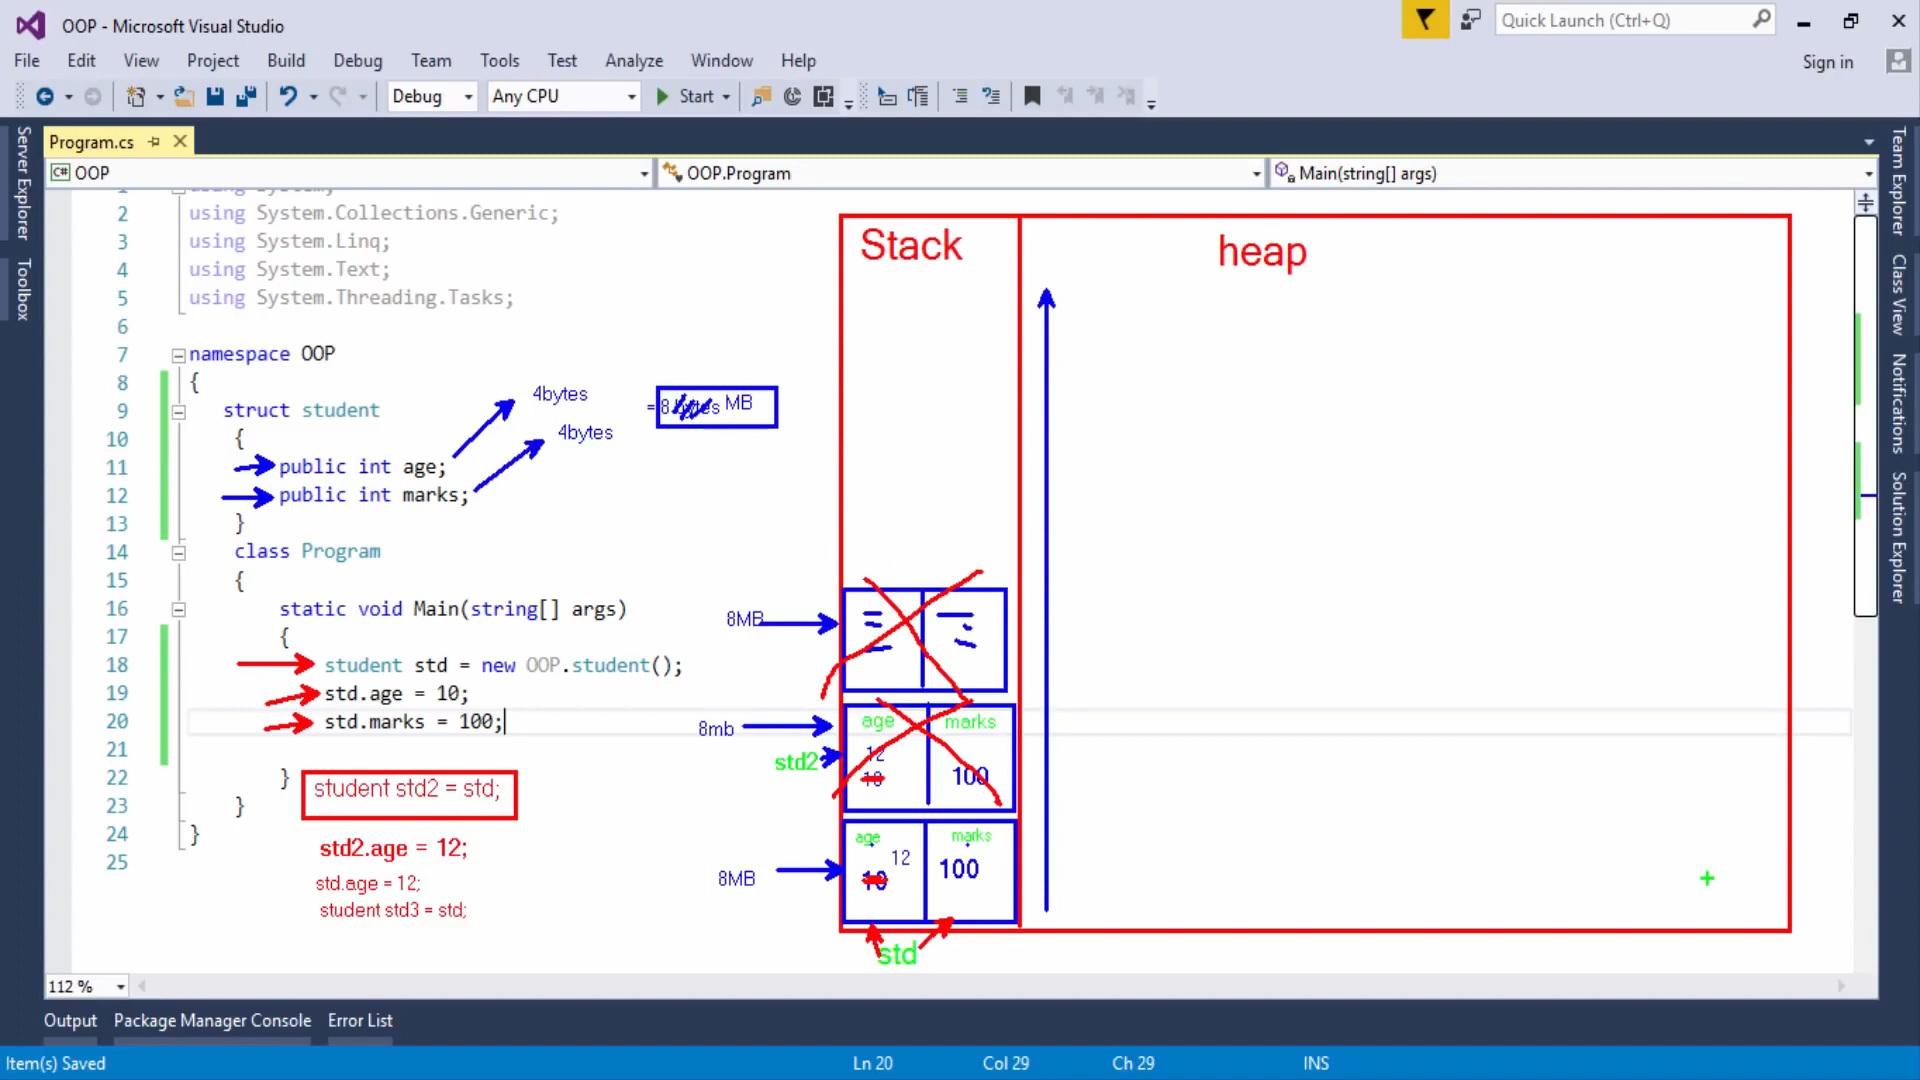 OOP - Microsoft Visual Studio
Quick Launch (Ctrl+Q)
File Edit View Project Build Debug Team Tools Test Analyze Window Help
Sign in
Debug Any CPU Start
Server Explorer
Toolbox
Program.cs
OOP OOP.Program Main(string[] args)
1 using System;
2 using System.Collections.Generic;
3 using System.Linq;
4 using System.Text;
5 using System.Threading.Tasks;
6
7 namespace OOP
8 {
9 struct student
10 {
11 public int age;
12 public int marks;
13 }
14 class Program
15 {
16 static void Main(string[] args)
17 {
18 student std = new OOP.student();
19 std.age = 10;
20 std.marks = 100;
21
22 }
23 }
24 }
25
4bytes
4bytes
= 8 bytes MB
student std2 = std;
std2.age = 12;
std.age = 12;
student std3 = std;
Stack
heap
8MB
8mb
age marks
std2
12
10 100
age marks
12
10 100
8MB
std
Team Explorer
Class View
Notifications
Solution Explorer
112 %
Output Package Manager Console Error List
Item(s) Saved
Ln 20 Col 29 Ch 29 INS